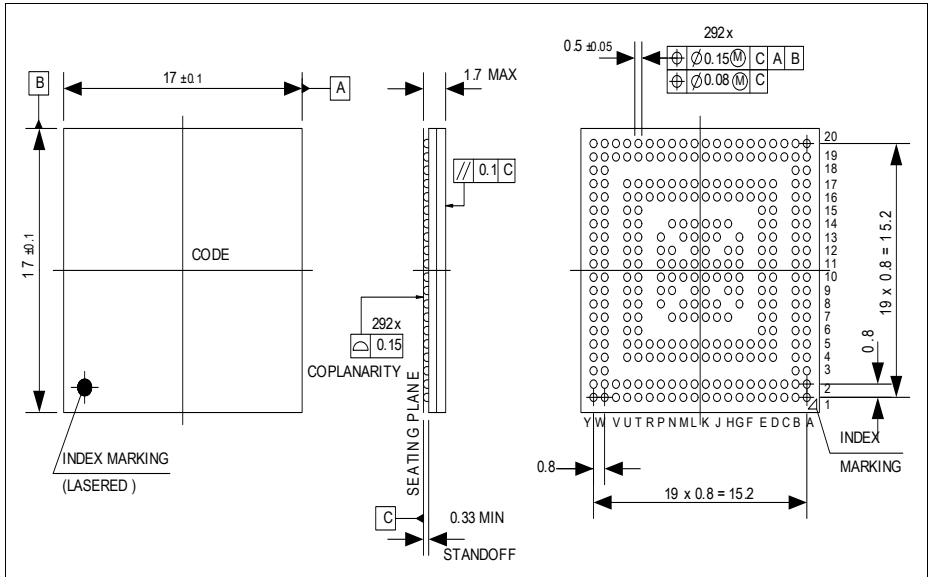 B
17 ±0.1
A
17 ±0.1
CODE
INDEX MARKING
(LASERED )
1.7 MAX
// 0.1 C
292x
⌓ 0.15
COPLANARITY
SEATING PLANE
C
0.33 MIN
STANDOFF
0.5 ±0.05
292x
⌖ ∅0.15 Ⓜ C A B
⌖ ∅0.08 Ⓜ C
20
19
18
17
16
15
14
13
12
11
10
9
8
7
6
5
4
3
2
1
19 x 0.8 = 15.2
0.8
Y W V U T R P N M L K J H G F E D C B A
INDEX
MARKING
0.8
19 x 0.8 = 15.2